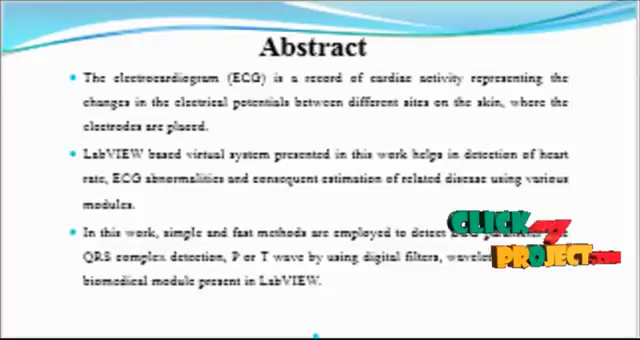 Abstract
The electrocardiogram (ECG) is a record of cardiac activity representing the
changes in the electrical potentials between different sites on the skin, where the
electrodes are placed.
LabVIEW based virtual system presented in this work helps in detection of heart
rate, ECG abnormalities and consequent estimation of related disease using various
modules.
In this work, simple and fast methods are employed to detect
QRS complex detection, P or T wave by using digital filters,
biomedical module present in LabVIEW.
CLICK
MY
PROJECT.COM